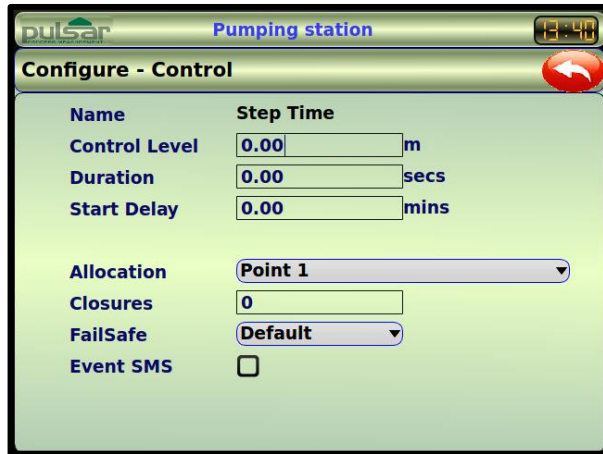 pulsar
Pumping station
13:40
Configure - Control
Name Step Time
Control Level 0.00 m
Duration 0.00 secs
Start Delay 0.00 mins
Allocation Point 1
Closures 0
FailSafe Default
Event SMS